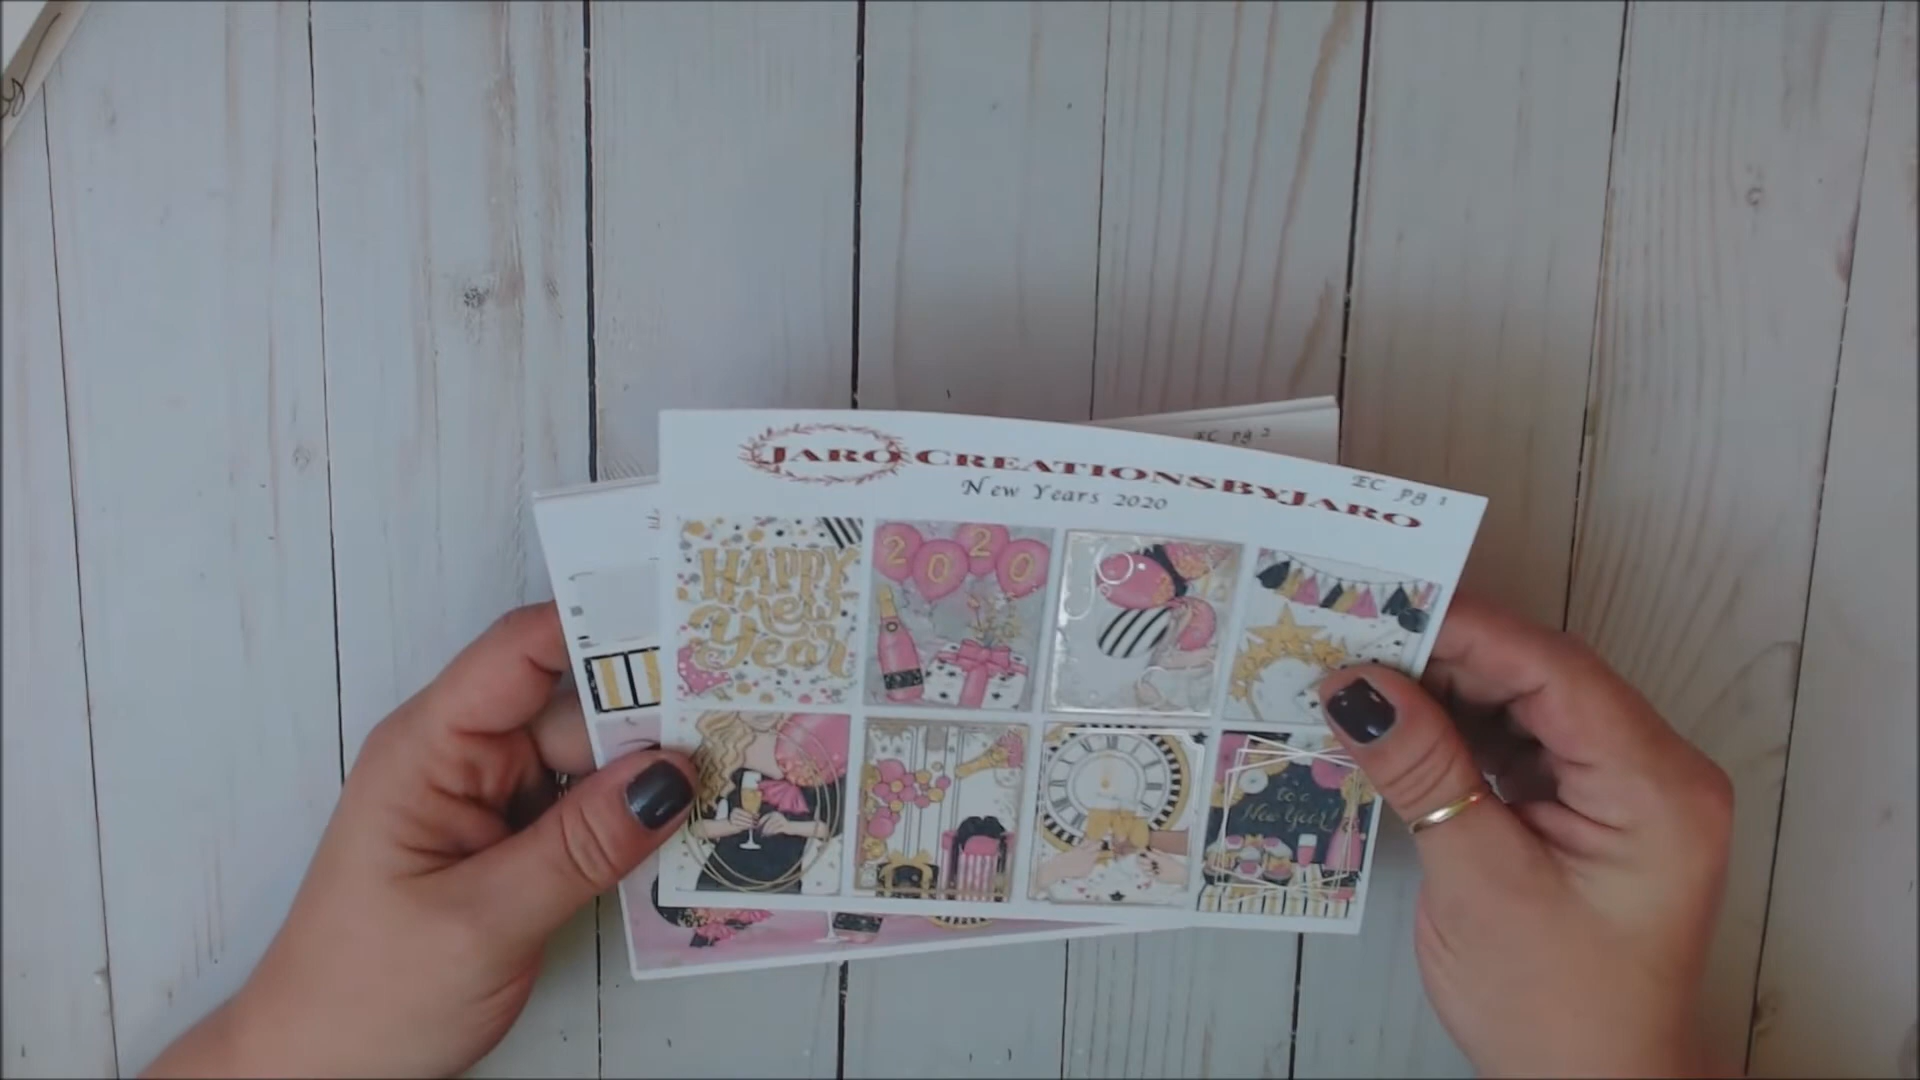 EC pg 2
JARO CREATIONSBYJARO
EC pg 1
New Years 2020
HAPPY
new
Year
2020
to a
New Year!